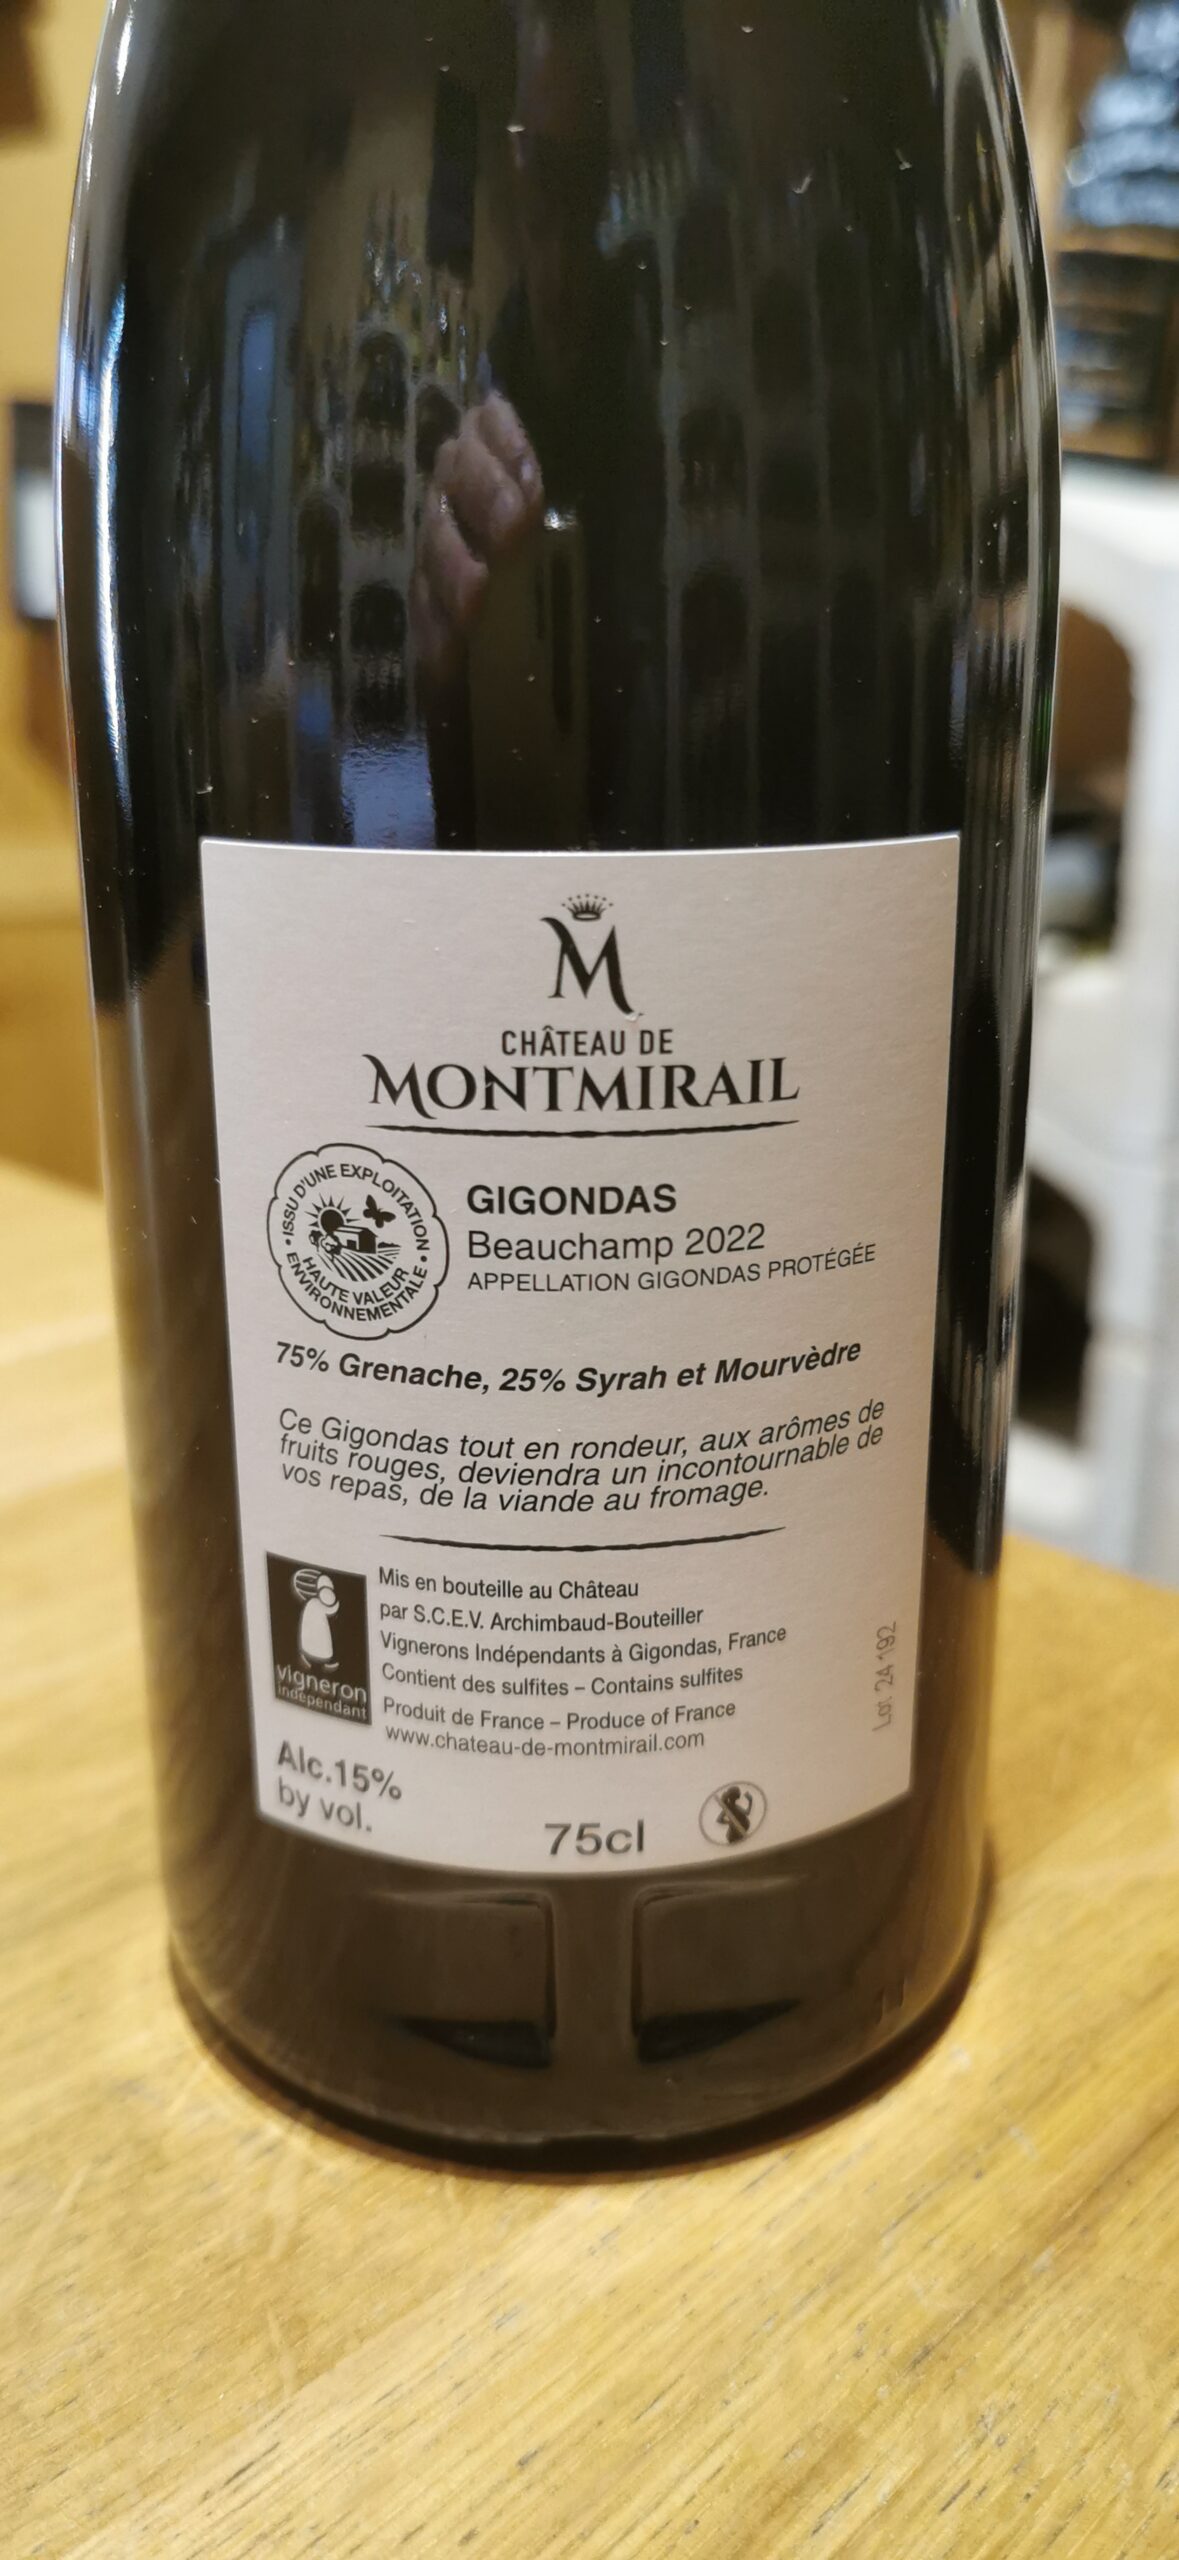 M
CHÂTEAU DE
MONTMIRAIL
• ISSU D'UNE EXPLOITATION •
HAUTE VALEUR
ENVIRONNEMENTALE
GIGONDAS
Beauchamp 2022
APPELLATION GIGONDAS PROTÉGÉE
75% Grenache, 25% Syrah et Mourvèdre
Ce Gigondas tout en rondeur, aux arômes de
fruits rouges, deviendra un incontournable de
vos repas, de la viande au fromage.
vigneron
indépendant
Mis en bouteille au Château
par S.C.E.V. Archimbaud-Bouteiller
Vignerons Indépendants à Gigondas, France
Contient des sulfites – Contains sulfites
Produit de France – Produce of France
www.chateau-de-montmirail.com
Lot 24 192
Alc.15%
by vol.
75cl